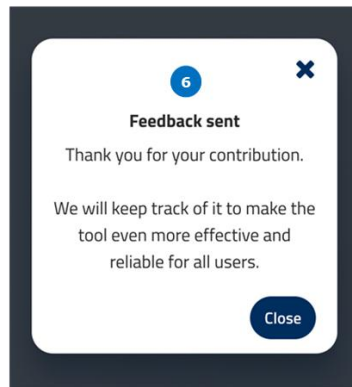 6
Feedback sent
Thank you for your contribution.
We will keep track of it to make the
tool even more effective and
reliable for all users.
Close